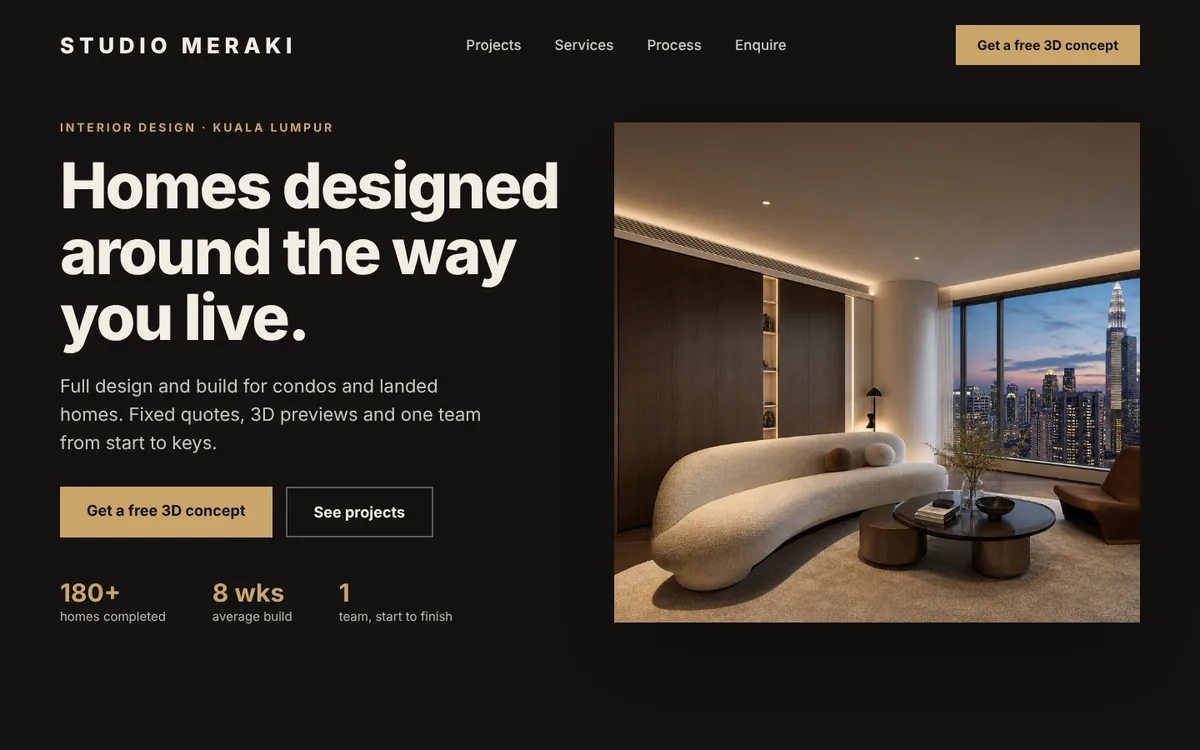 STUDIO MERAKI
Projects
Services
Process
Enquire
Get a free 3D concept
INTERIOR DESIGN · KUALA LUMPUR
Homes designed
around the way
you live.
Full design and build for condos and landed
homes. Fixed quotes, 3D previews and one team
from start to keys.
Get a free 3D concept
See projects
180+
homes completed
8 wks
average build
1
team, start to finish